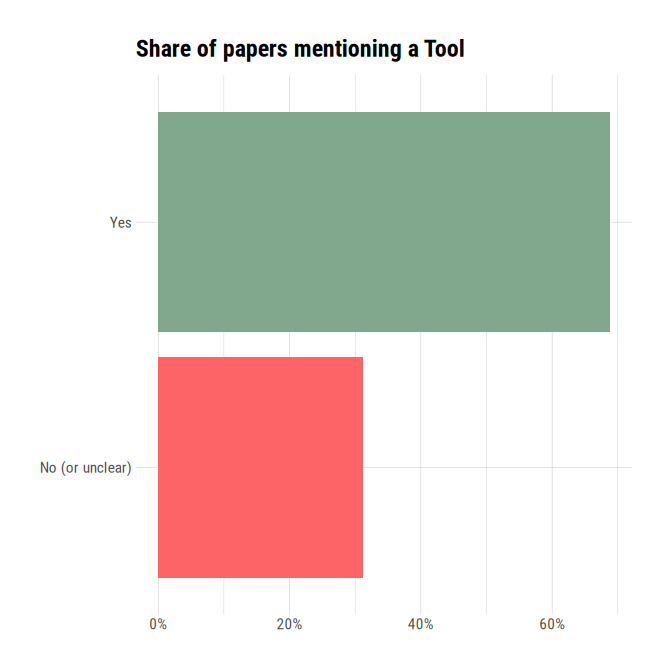 Share of papers mentioning a Tool
Yes
No (or unclear)
0% 20% 40% 60%